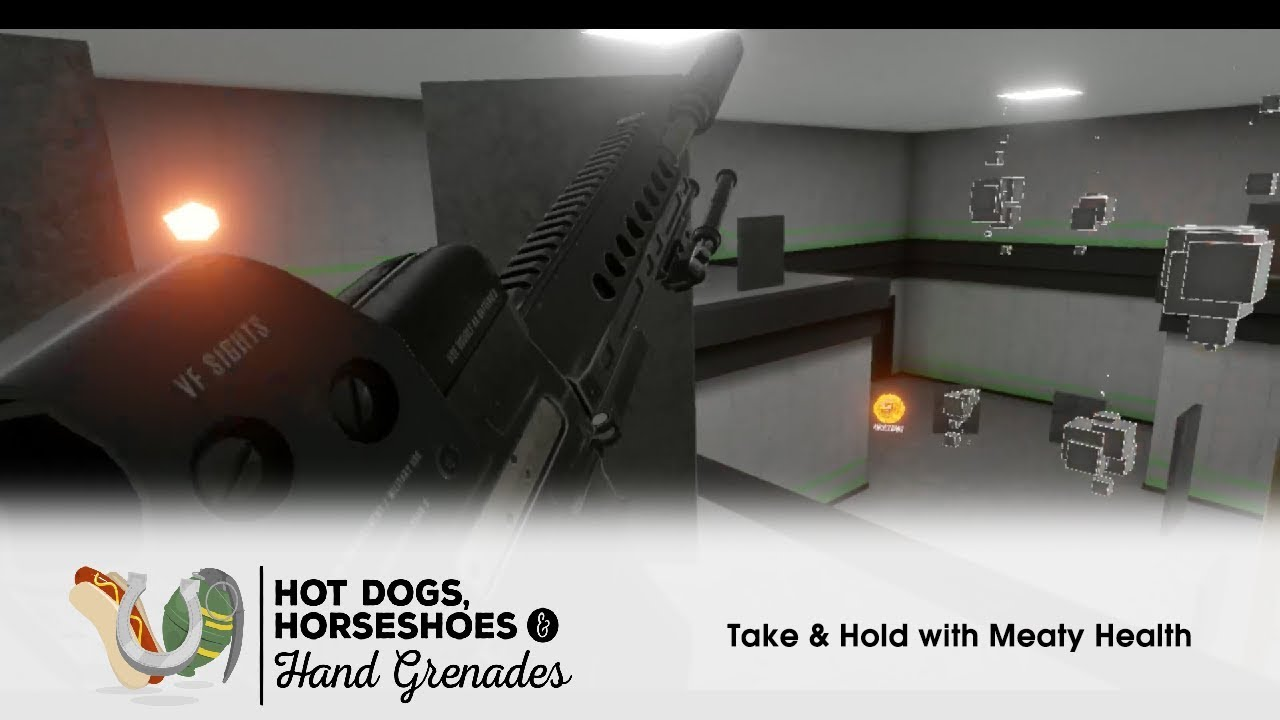 VF SIGHTS
HOT DOGS,
HORSESHOES &
Hand Grenades
Take & Hold with Meaty Health